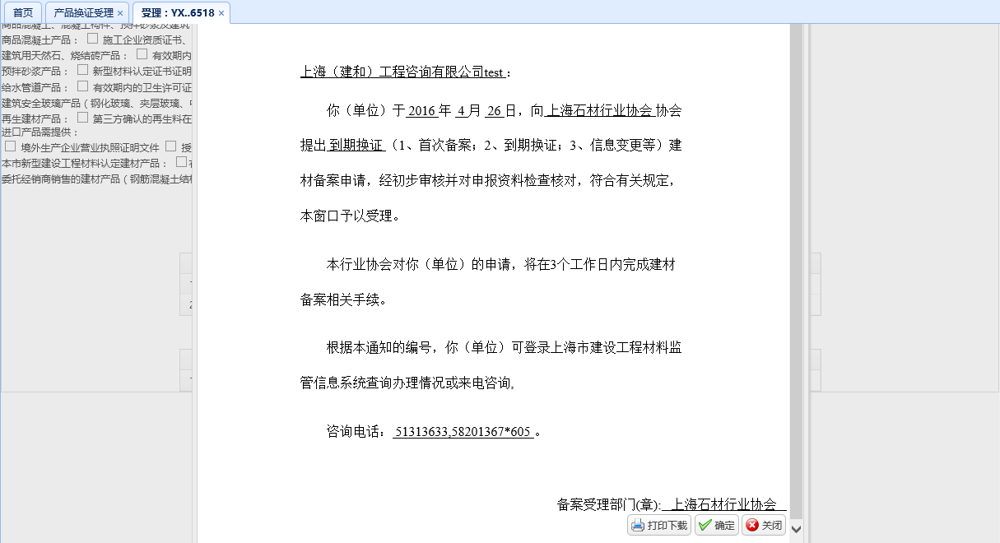 首页 产品换证受理 × 受理：YX..6518 ×
商品混凝土、混凝土构件、预拌砂浆及建筑
商品混凝土产品： 施工企业资质证书、
建筑用天然石、烧结砖产品： 有效期内
预拌砂浆产品： 新型材料认定证书证明
给水管道产品： 有效期内的卫生许可证
建筑安全玻璃产品（钢化玻璃、夹层玻璃、
再生建材产品： 第三方确认的再生料在
进口产品需提供：
境外生产企业营业执照证明文件 授
本市新型建设工程材料认定建材产品：
委托经销商销售的建材产品（钢筋混凝土结构
上海（建和）工程咨询有限公司test：
你（单位）于 2016 年 4 月 26 日，向 上海石材行业协会 协会
提出 到期换证 （1、首次备案；2、到期换证；3、信息变更等）建
材备案申请，经初步审核并对申报资料检查核对，符合有关规定，
本窗口予以受理。
本行业协会对你（单位）的申请，将在3个工作日内完成建材
备案相关手续。
根据本通知的编号，你（单位）可登录上海市建设工程材料监
管信息系统查询办理情况或来电咨询,
咨询电话： 51313633,58201367*605 。
备案受理部门(章): 上海石材行业协会
打印下载 确定 关闭